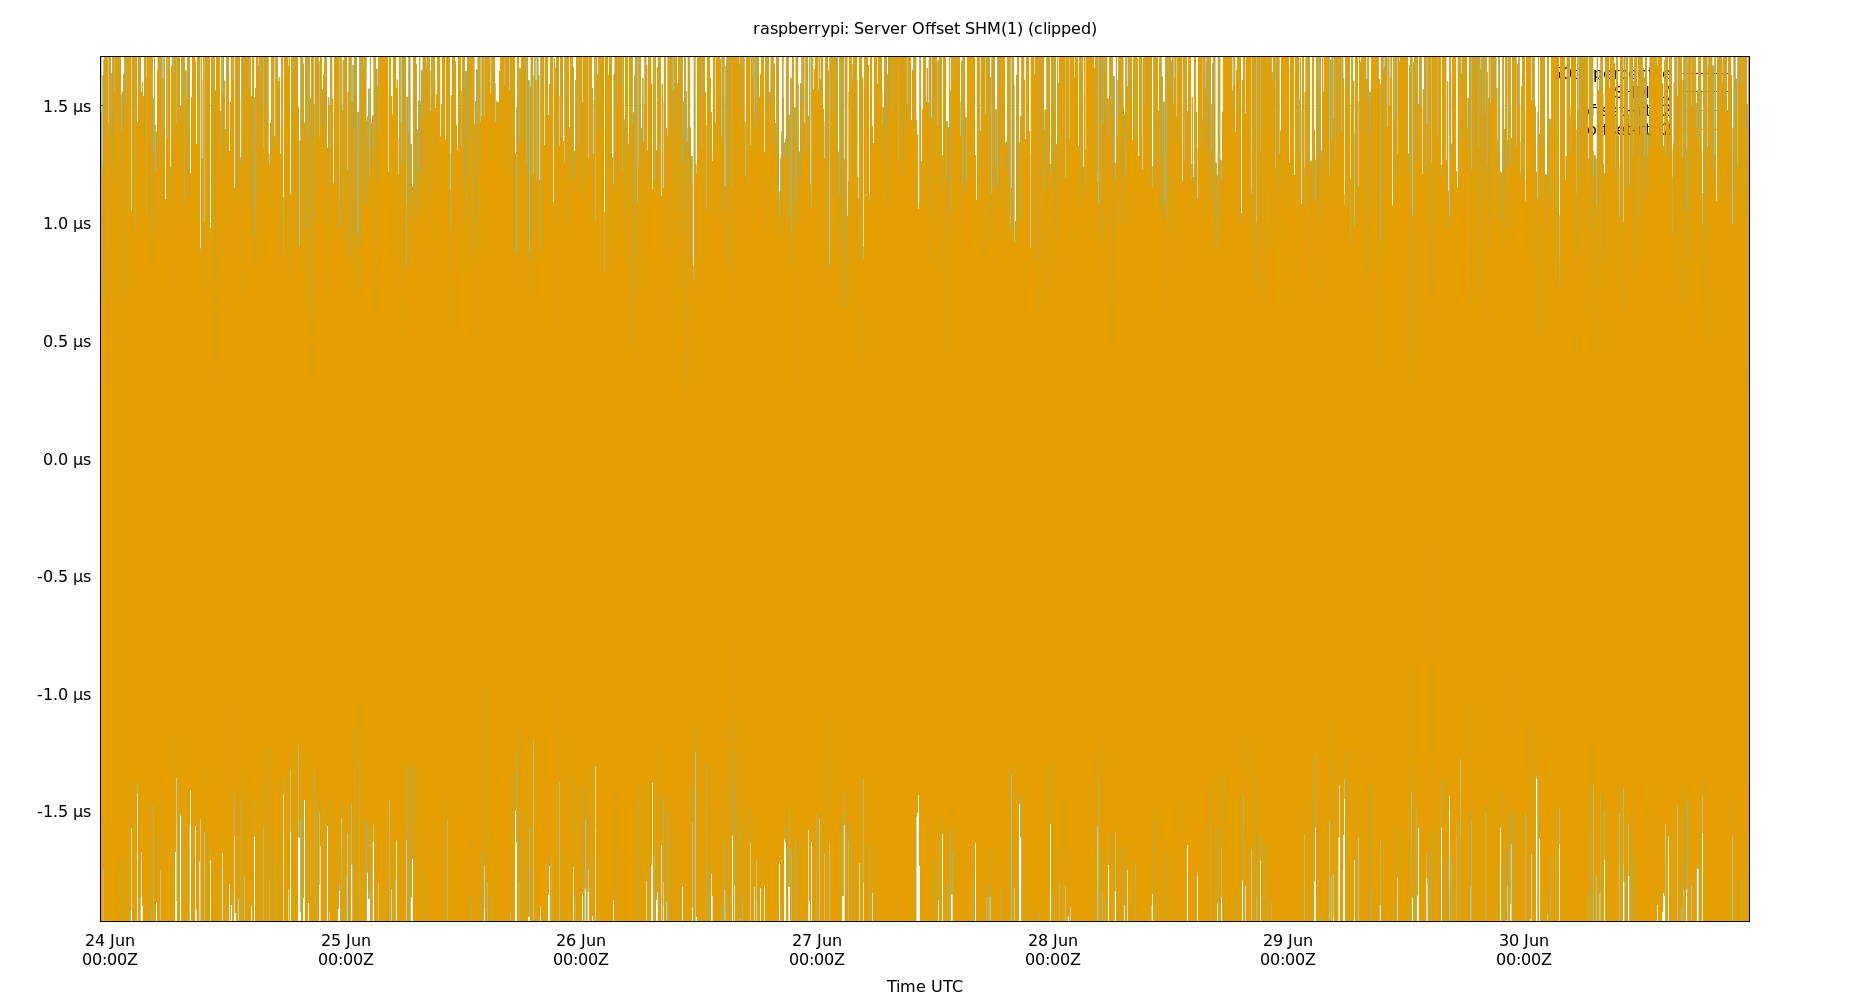 raspberrypi: Server Offset SHM(1) (clipped)
1.5 µs
1.0 µs
0.5 µs
0.0 µs
-0.5 µs
-1.0 µs
-1.5 µs
24 Jun 25 Jun 26 Jun 27 Jun 28 Jun 29 Jun 30 Jun
00:00Z 00:00Z 00:00Z 00:00Z 00:00Z 00:00Z 00:00Z
Time UTC